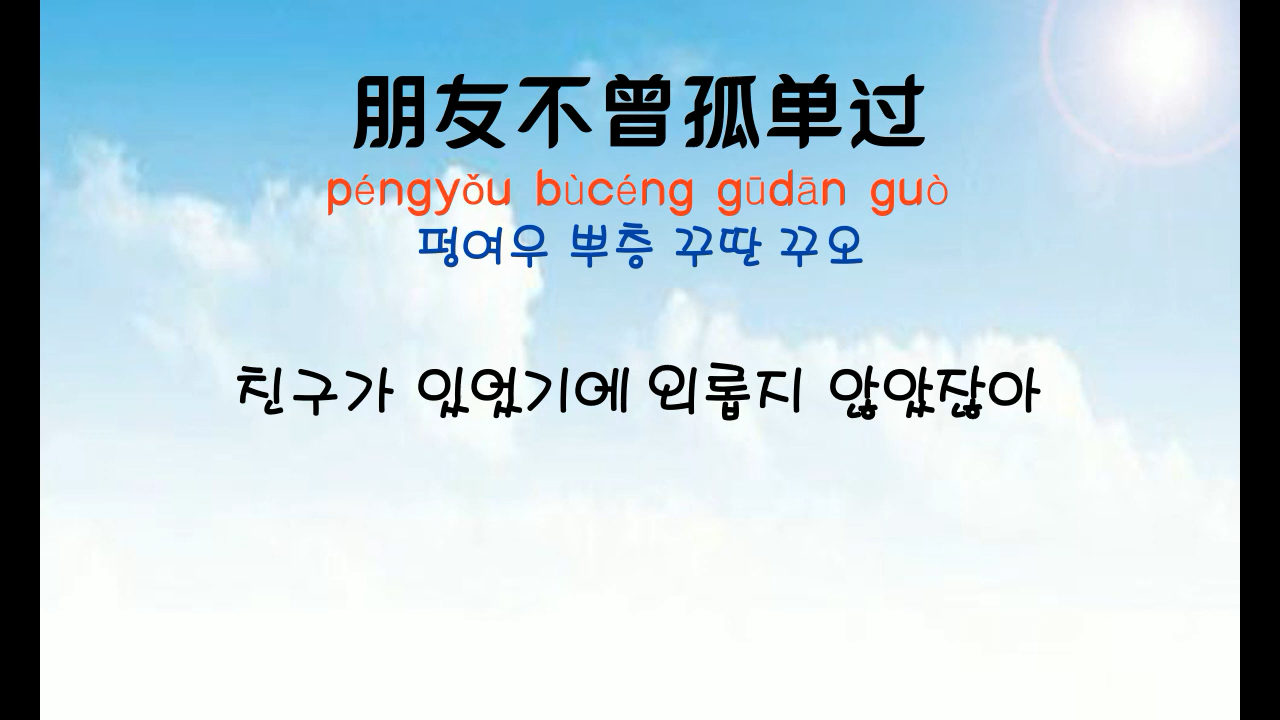 朋友不曾孤单过
péngyǒu bùcéng gūdān guò
펑여우 뿌층 꾸딴 꾸오
친구가 있었기에 외롭지 않았잖아